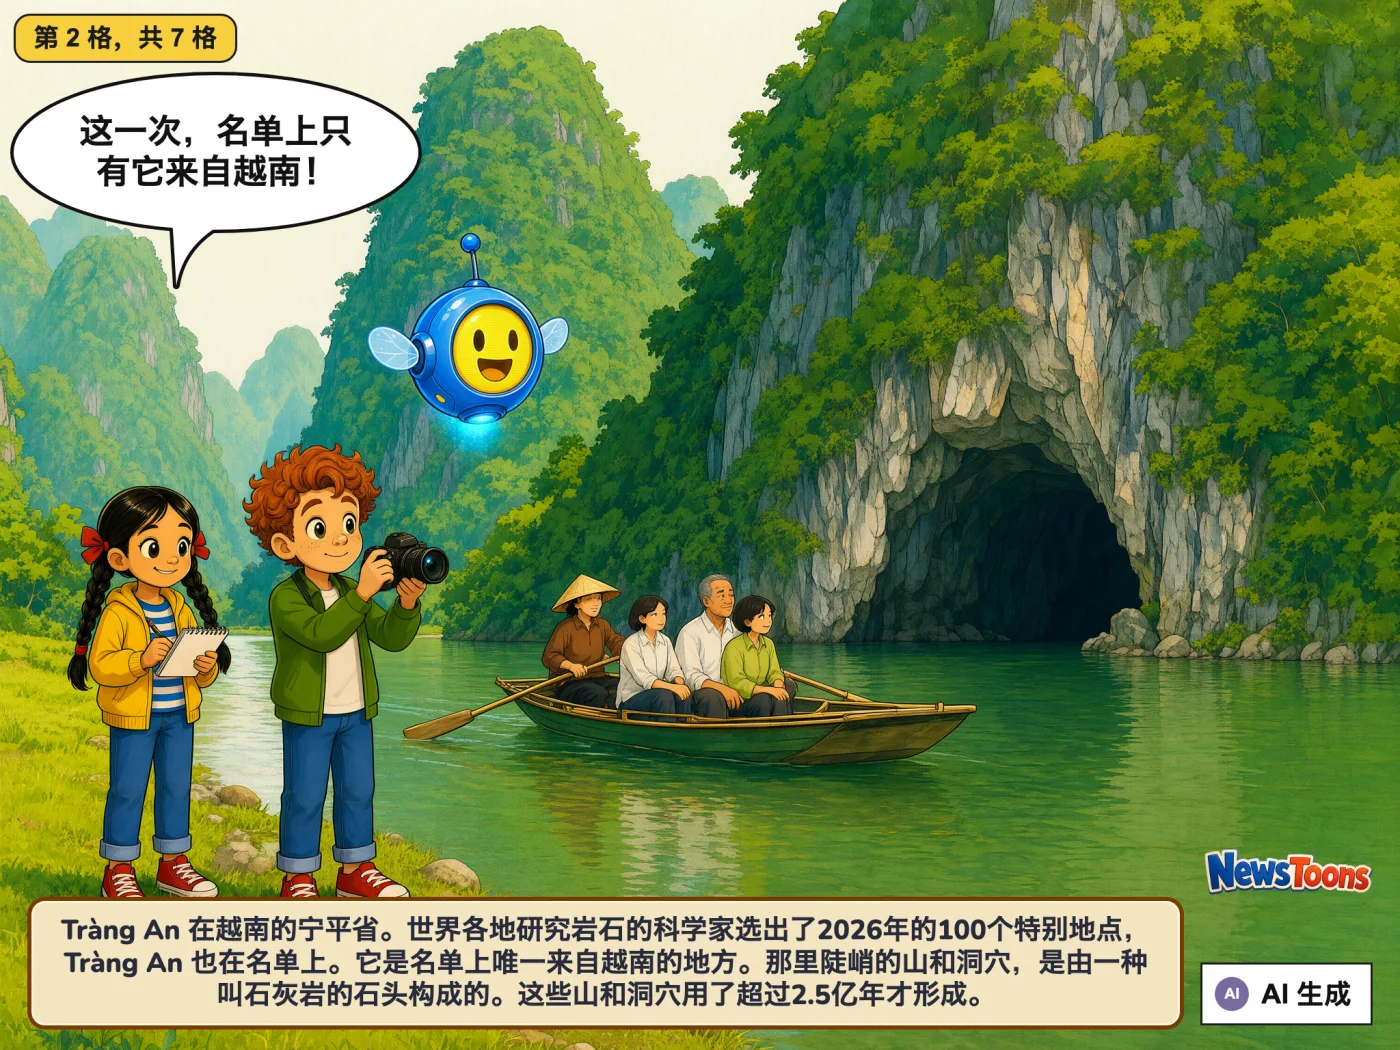 第 2 格，共 7 格
这一次，名单上只
有它来自越南！
NewsToons
Tràng An 在越南的宁平省。世界各地研究岩石的科学家选出了2026年的100个特别地点，
Tràng An 也在名单上。它是名单上唯一来自越南的地方。那里陡峭的山和洞穴，是由一种
叫石灰岩的石头构成的。这些山和洞穴用了超过2.5亿年才形成。
AI AI 生成